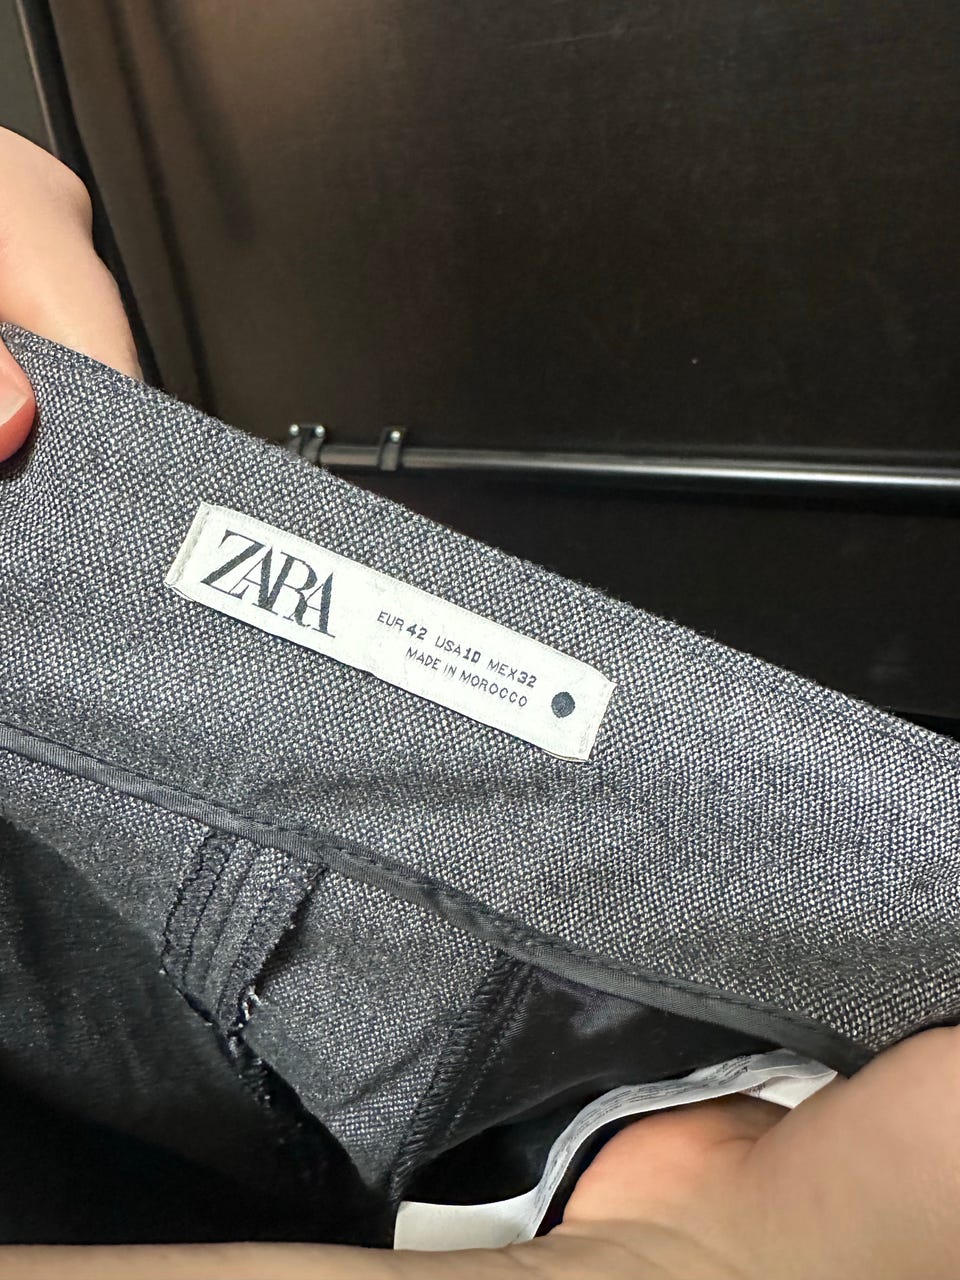 ZARA
EUR 42 USA 10 MEX 32
MADE IN MOROCCO